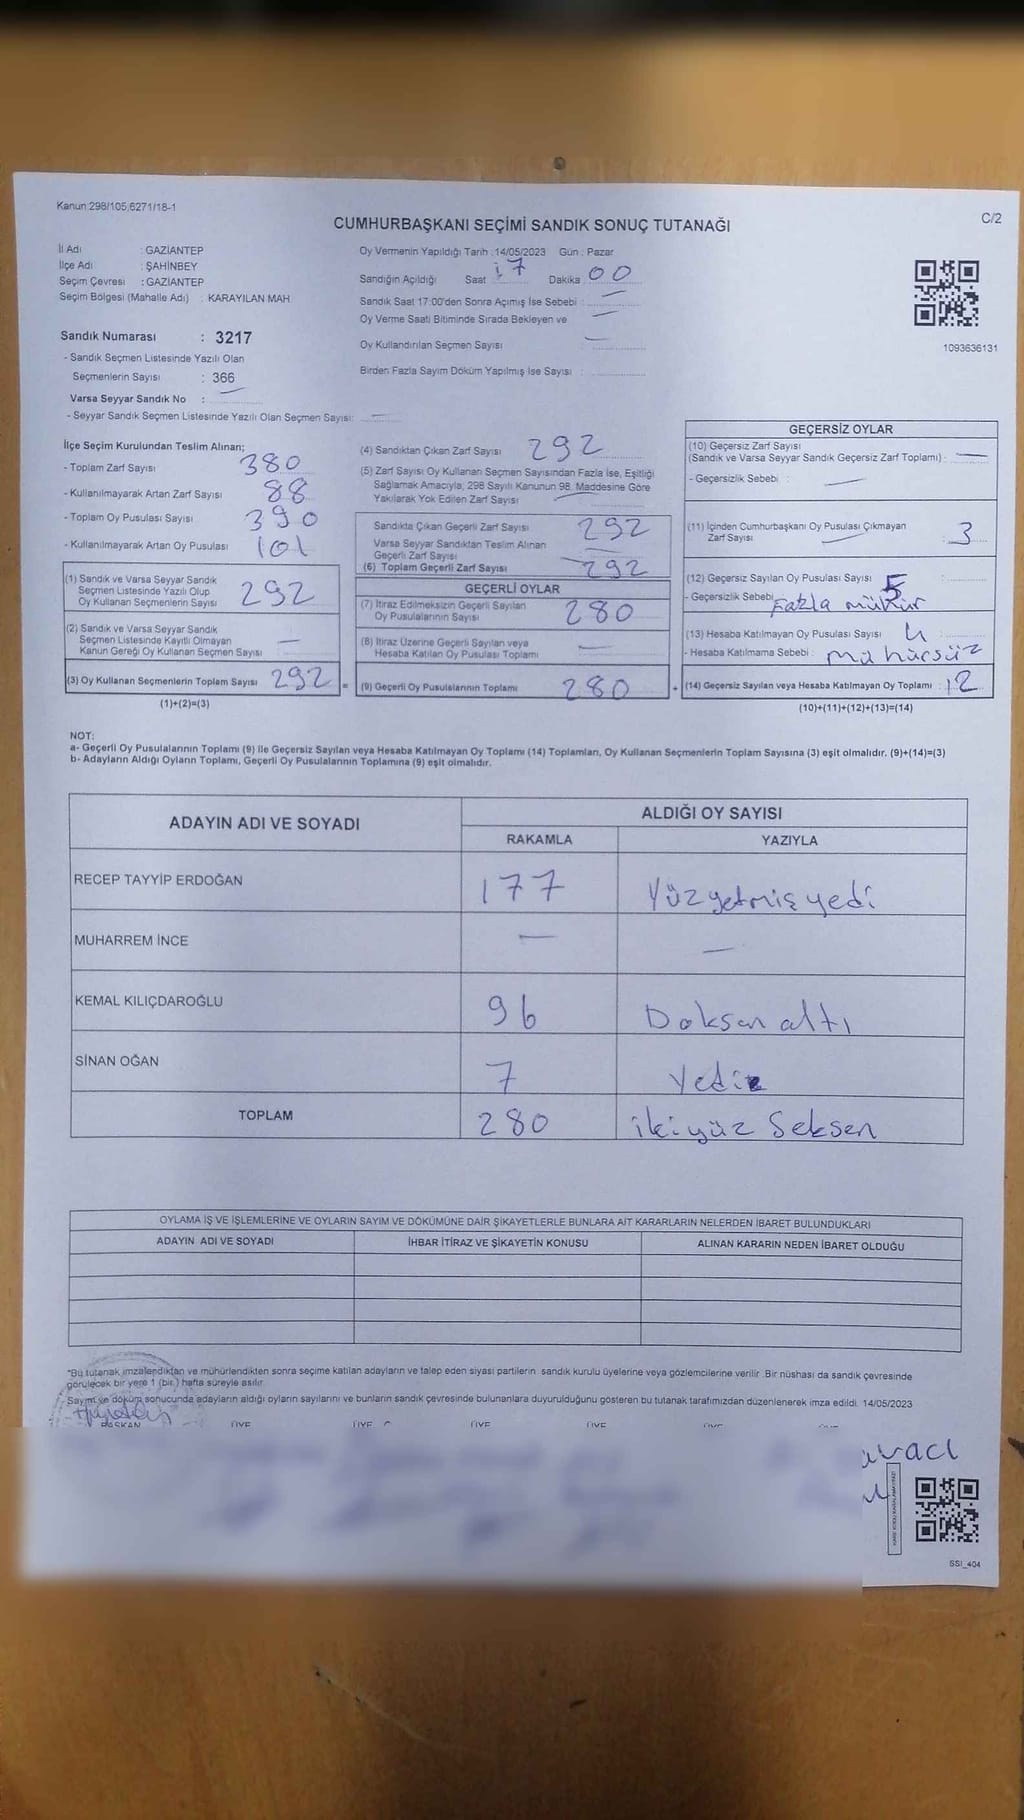 Kanun:298/105,6271/18-1
C/2
CUMHURBAŞKANI SEÇİMİ SANDIK SONUÇ TUTANAĞI
İl Adı : GAZİANTEP
İlçe Adı : ŞAHİNBEY
Seçim Çevresi : GAZİANTEP
Seçim Bölgesi (Mahalle Adı) : KARAYILAN MAH.
Sandık Numarası : 3217
- Sandık Seçmen Listesinde Yazılı Olan
Seçmenlerin Sayısı : 366
Varsa Seyyar Sandık No : —
- Seyyar Sandık Seçmen Listesinde Yazılı Olan Seçmen Sayısı: —
Oy Vermenin Yapıldığı Tarih : 14/05/2023 Gün : Pazar
Sandığın Açıldığı Saat 17 Dakika 00
Sandık Saat 17:00'den Sonra Açımış İse Sebebi : —
Oy Verme Saati Bitiminde Sırada Bekleyen ve —
Oy Kullandırılan Seçmen Sayısı : —
Birden Fazla Sayım Döküm Yapılmış İse Sayısı :
1093636131
İlçe Seçim Kurulundan Teslim Alınan;
- Toplam Zarf Sayısı 380
- Kullanılmayarak Artan Zarf Sayısı 88
- Toplam Oy Pusulası Sayısı 390
- Kullanılmayarak Artan Oy Pusulası 101
(1) Sandık ve Varsa Seyyar Sandık
Seçmen Listesinde Yazılı Olup
Oy Kullanan Seçmenlerin Sayısı 292
(2) Sandık ve Varsa Seyyar Sandık
Seçmen Listesinde Kayıtlı Olmayan
Kanun Gereği Oy Kullanan Seçmen Sayısı —
(3) Oy Kullanan Seçmenlerin Toplam Sayısı 292 =
(1)+(2)=(3)
(4) Sandıktan Çıkan Zarf Sayısı 292
(5) Zarf Sayısı Oy Kullanan Seçmen Sayısından Fazla İse, Eşitliği
Sağlamak Amacıyla, 298 Sayılı Kanunun 98. Maddesine Göre
Yakılarak Yok Edilen Zarf Sayısı —
Sandıkta Çıkan Geçerli Zarf Sayısı 292
Varsa Seyyar Sandıktan Teslim Alınan
Geçerli Zarf Sayısı —
(6) Toplam Geçerli Zarf Sayısı 292
GEÇERLİ OYLAR
(7) İtiraz Edilmeksizin Geçerli Sayılan
Oy Pusulalarının Sayısı 280
(8) İtiraz Üzerine Geçerli Sayılan veya
Hesaba Katılan Oy Pusulası Toplamı —
(9) Geçerli Oy Pusulalarının Toplamı 280 +
GEÇERSİZ OYLAR
(10) Geçersiz Zarf Sayısı
(Sandık ve Varsa Seyyar Sandık Geçersiz Zarf Toplamı) : —
- Geçersizlik Sebebi : —
(11) İçinden Cumhurbaşkanı Oy Pusulası Çıkmayan
Zarf Sayısı — : 3
(12) Geçersiz Sayılan Oy Pusulası Sayısı 5
- Geçersizlik Sebebi Fazla mühür
(13) Hesaba Katılmayan Oy Pusulası Sayısı 4
- Hesaba Katılmama Sebebi : mühürsüz
(14) Geçersiz Sayılan veya Hesaba Katılmayan Oy Toplamı : 12
(10)+(11)+(12)+(13)=(14)
NOT:
a- Geçerli Oy Pusulalarının Toplamı (9) ile Geçersiz Sayılan veya Hesaba Katılmayan Oy Toplamı (14) Toplamları, Oy Kullanan Seçmenlerin Toplam Sayısına (3) eşit olmalıdır. (9)+(14)=(3)
b- Adayların Aldığı Oyların Toplamı, Geçerli Oy Pusulalarının Toplamına (9) eşit olmalıdır.
ADAYIN ADI VE SOYADI
ALDIĞI OY SAYISI
RAKAMLA YAZIYLA
RECEP TAYYİP ERDOĞAN 177 Yüzyetmişyedi
MUHARREM İNCE — —
KEMAL KILIÇDAROĞLU 96 Doksanaltı
SİNAN OĞAN 7 Yedi
TOPLAM 280 ikiyüz Seksen
OYLAMA İŞ VE İŞLEMLERİNE VE OYLARIN SAYIM VE DÖKÜMÜNE DAİR ŞİKAYETLERLE BUNLARA AİT KARARLARIN NELERDEN İBARET BULUNDUKLARI
ADAYIN ADI VE SOYADI İHBAR İTİRAZ VE ŞİKAYETİN KONUSU ALINAN KARARIN NEDEN İBARET OLDUĞU
*Bu tutanak imzalandıktan ve mühürlendikten sonra seçime katılan adayların ve talep eden siyasi partilerin sandık kurulu üyelerine veya gözlemcilerine verilir .Bir nüshası da sandık çevresinde
görülecek bir yere 1 (bir ) hafta süreyle asılır.
Sayım ve döküm sonucunda adayların aldığı oyların sayılarını ve bunların sandık çevresinde bulunanlara duyurulduğunu gösteren bu tutanak tarafımızdan düzenlenerek imza edildi. 14/05/2023
BAŞKAN ÜYE ÜYE ÜYE ÜYE ÜYE
SSİ_404